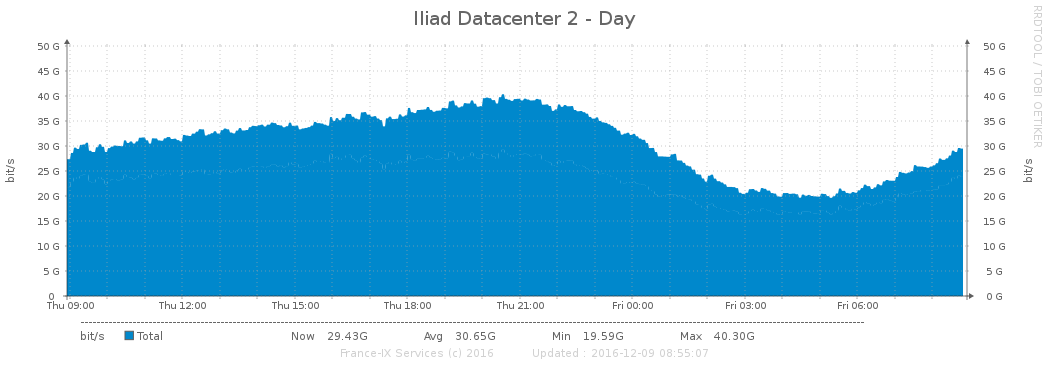 Iliad Datacenter 2 - Day
RRDTOOL / TOBI OETIKER
50 G 50 G
45 G 45 G
40 G 40 G
35 G 35 G
30 G 30 G
25 G 25 G
20 G 20 G
15 G 15 G
10 G 10 G
5 G 5 G
0 0 G
bit/s bit/s
Thu 09:00 Thu 12:00 Thu 15:00 Thu 18:00 Thu 21:00 Fri 00:00 Fri 03:00 Fri 06:00
bit/s Total Now 29.43G Avg 30.65G Min 19.59G Max 40.30G
France-IX Services (c) 2016 Updated : 2016-12-09 08:55:07